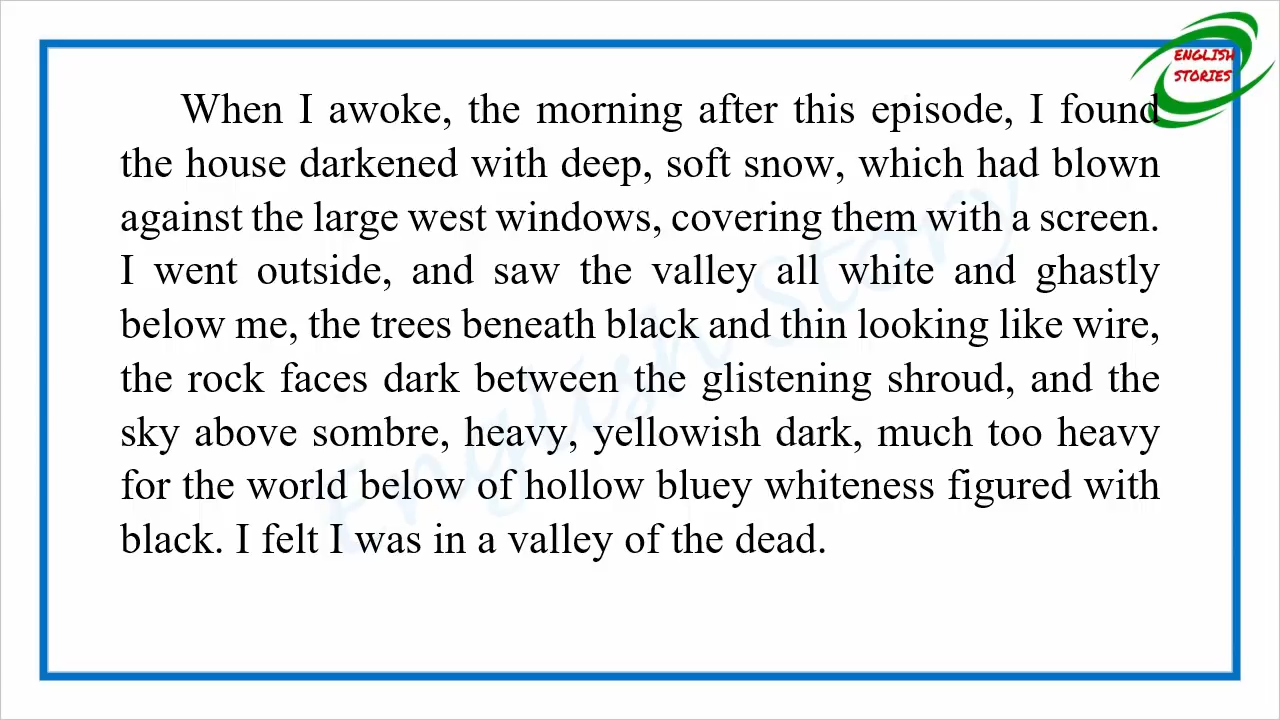 ENGLISH
STORIES
When I awoke, the morning after this episode, I found
the house darkened with deep, soft snow, which had blown
against the large west windows, covering them with a screen.
I went outside, and saw the valley all white and ghastly
below me, the trees beneath black and thin looking like wire,
the rock faces dark between the glistening shroud, and the
sky above sombre, heavy, yellowish dark, much too heavy
for the world below of hollow bluey whiteness figured with
black. I felt I was in a valley of the dead.
English Story